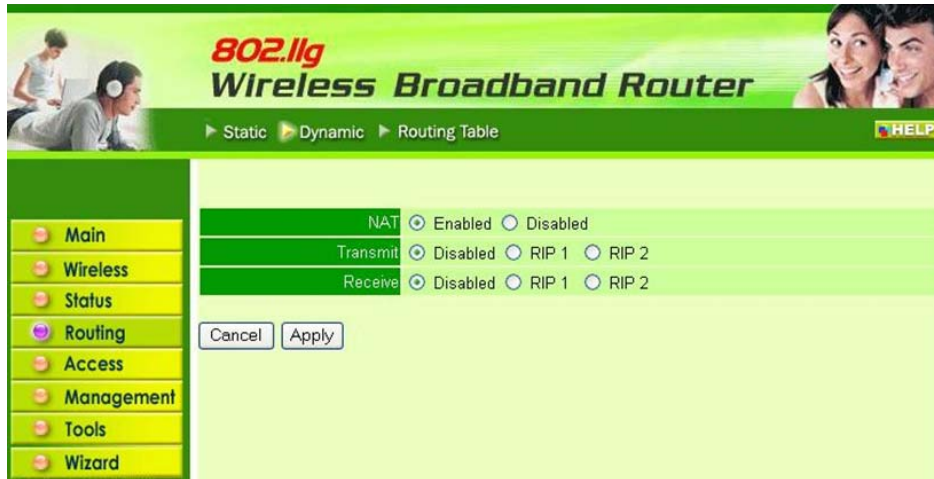 802.11g
Wireless Broadband Router
Static Dynamic Routing Table
HELP
Main
Wireless
Status
Routing
Access
Management
Tools
Wizard
NAT Enabled Disabled
Transmit Disabled RIP 1 RIP 2
Receive Disabled RIP 1 RIP 2
Cancel Apply